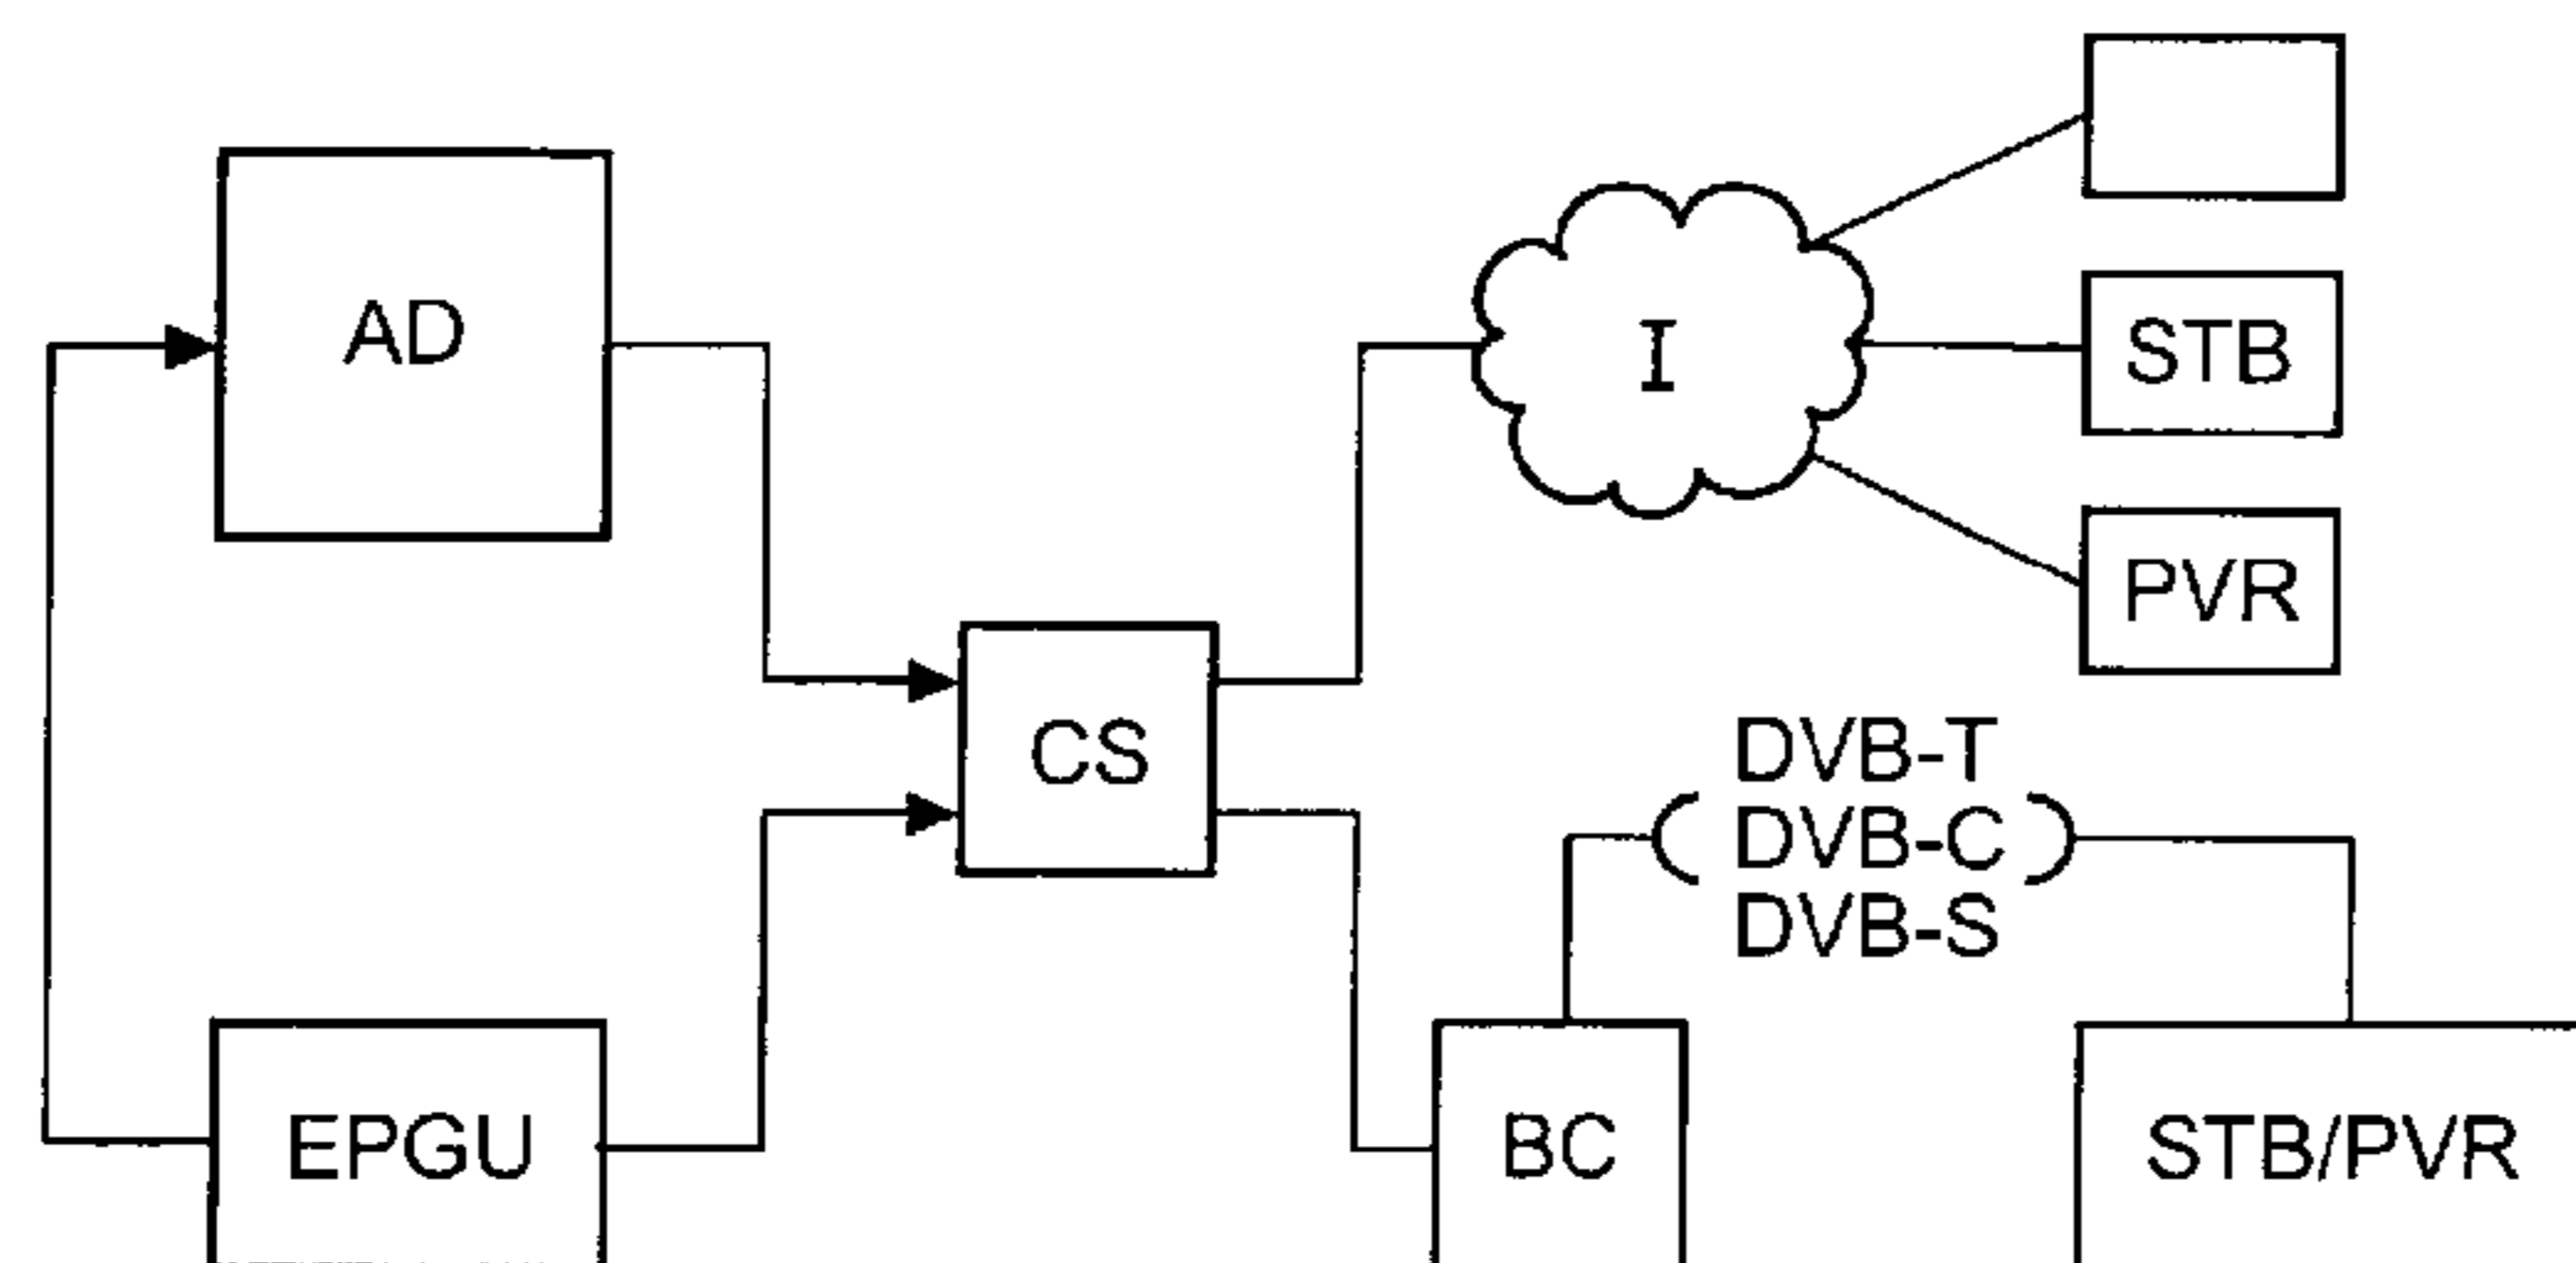 AD
I
STB
PVR
CS
DVB-T
DVB-C
DVB-S
EPGU
BC
STB/PVR